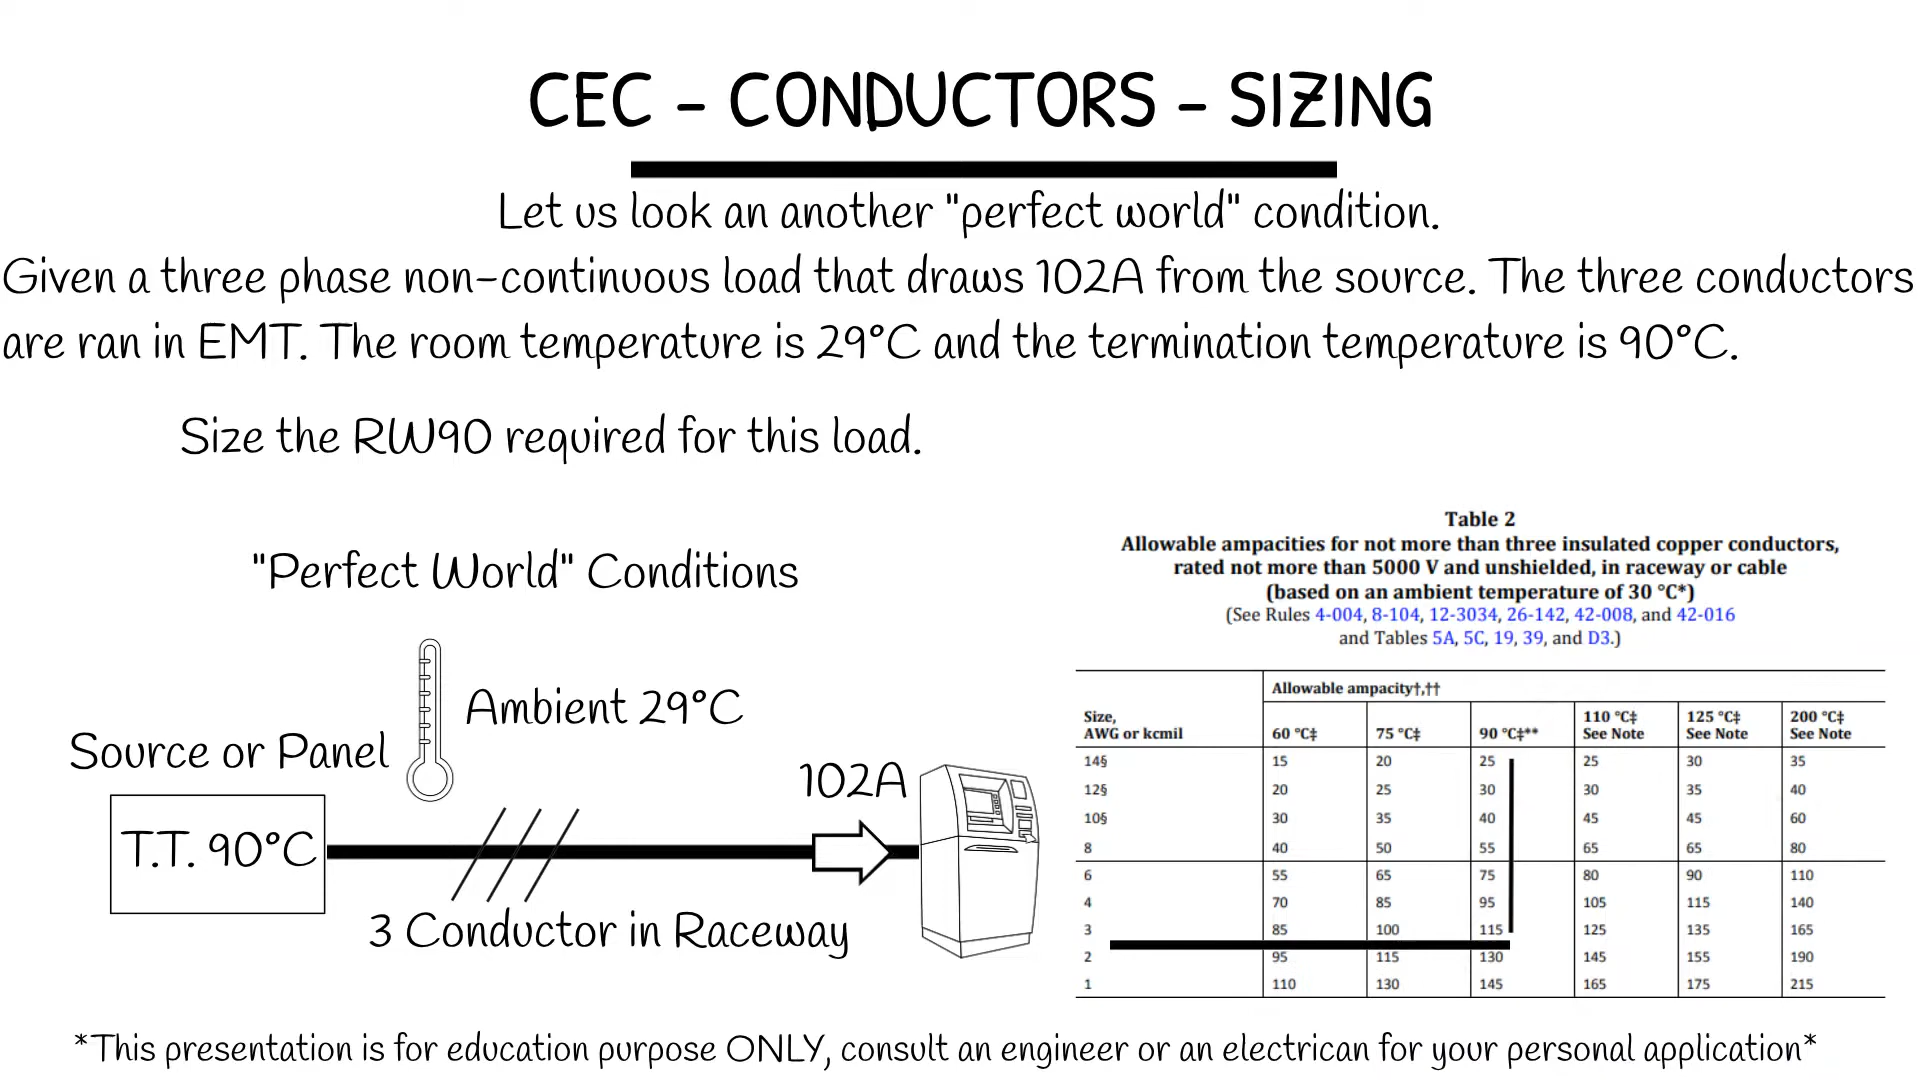 CEC - CONDUCTORS - SIZING
Let us look an another "perfect world" condition.
Given a three phase non-continuous load that draws 102A from the source. The three conductors
are ran in EMT. The room temperature is 29°C and the termination temperature is 90°C.
Size the RW90 required for this load.
"Perfect World" Conditions
Ambient 29°C
Source or Panel
102A
T.T. 90°C
3 Conductor in Raceway
Table 2
Allowable ampacities for not more than three insulated copper conductors,
rated not more than 5000 V and unshielded, in raceway or cable
(based on an ambient temperature of 30 °C*)
(See Rules 4-004, 8-104, 12-3034, 26-142, 42-008, and 42-016
and Tables 5A, 5C, 19, 39, and D3.)
Allowable ampacity†,††
Size,
AWG or kcmil 60 °C‡ 75 °C‡ 90 °C‡** 110 °C‡ See Note 125 °C‡ See Note 200 °C‡ See Note
14§ 15 20 25 25 30 35
12§ 20 25 30 30 35 40
10§ 30 35 40 45 45 60
8 40 50 55 65 65 80
6 55 65 75 80 90 110
4 70 85 95 105 115 140
3 85 100 115 125 135 165
2 95 115 130 145 155 190
1 110 130 145 165 175 215
*This presentation is for education purpose ONLY, consult an engineer or an electrican for your personal application*